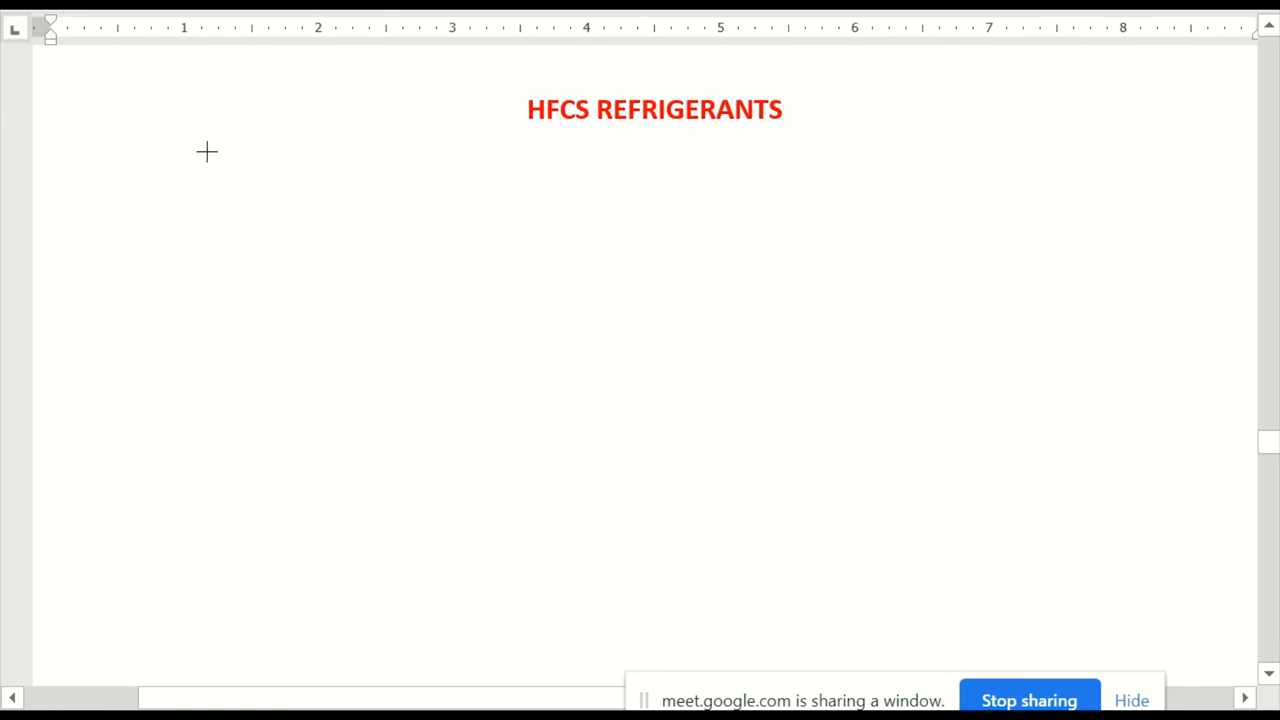 1 2 3 4 5 6 7 8
HFCS REFRIGERANTS
meet.google.com is sharing a window. Stop sharing Hide